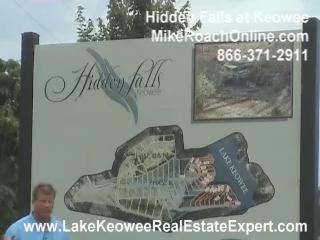 Hidden Falls at Keowee
MikeRoachOnline.com
866-371-2911
Hidden falls
LAKE KEOWEE
www.LakeKeoweeRealEstateExpert.com